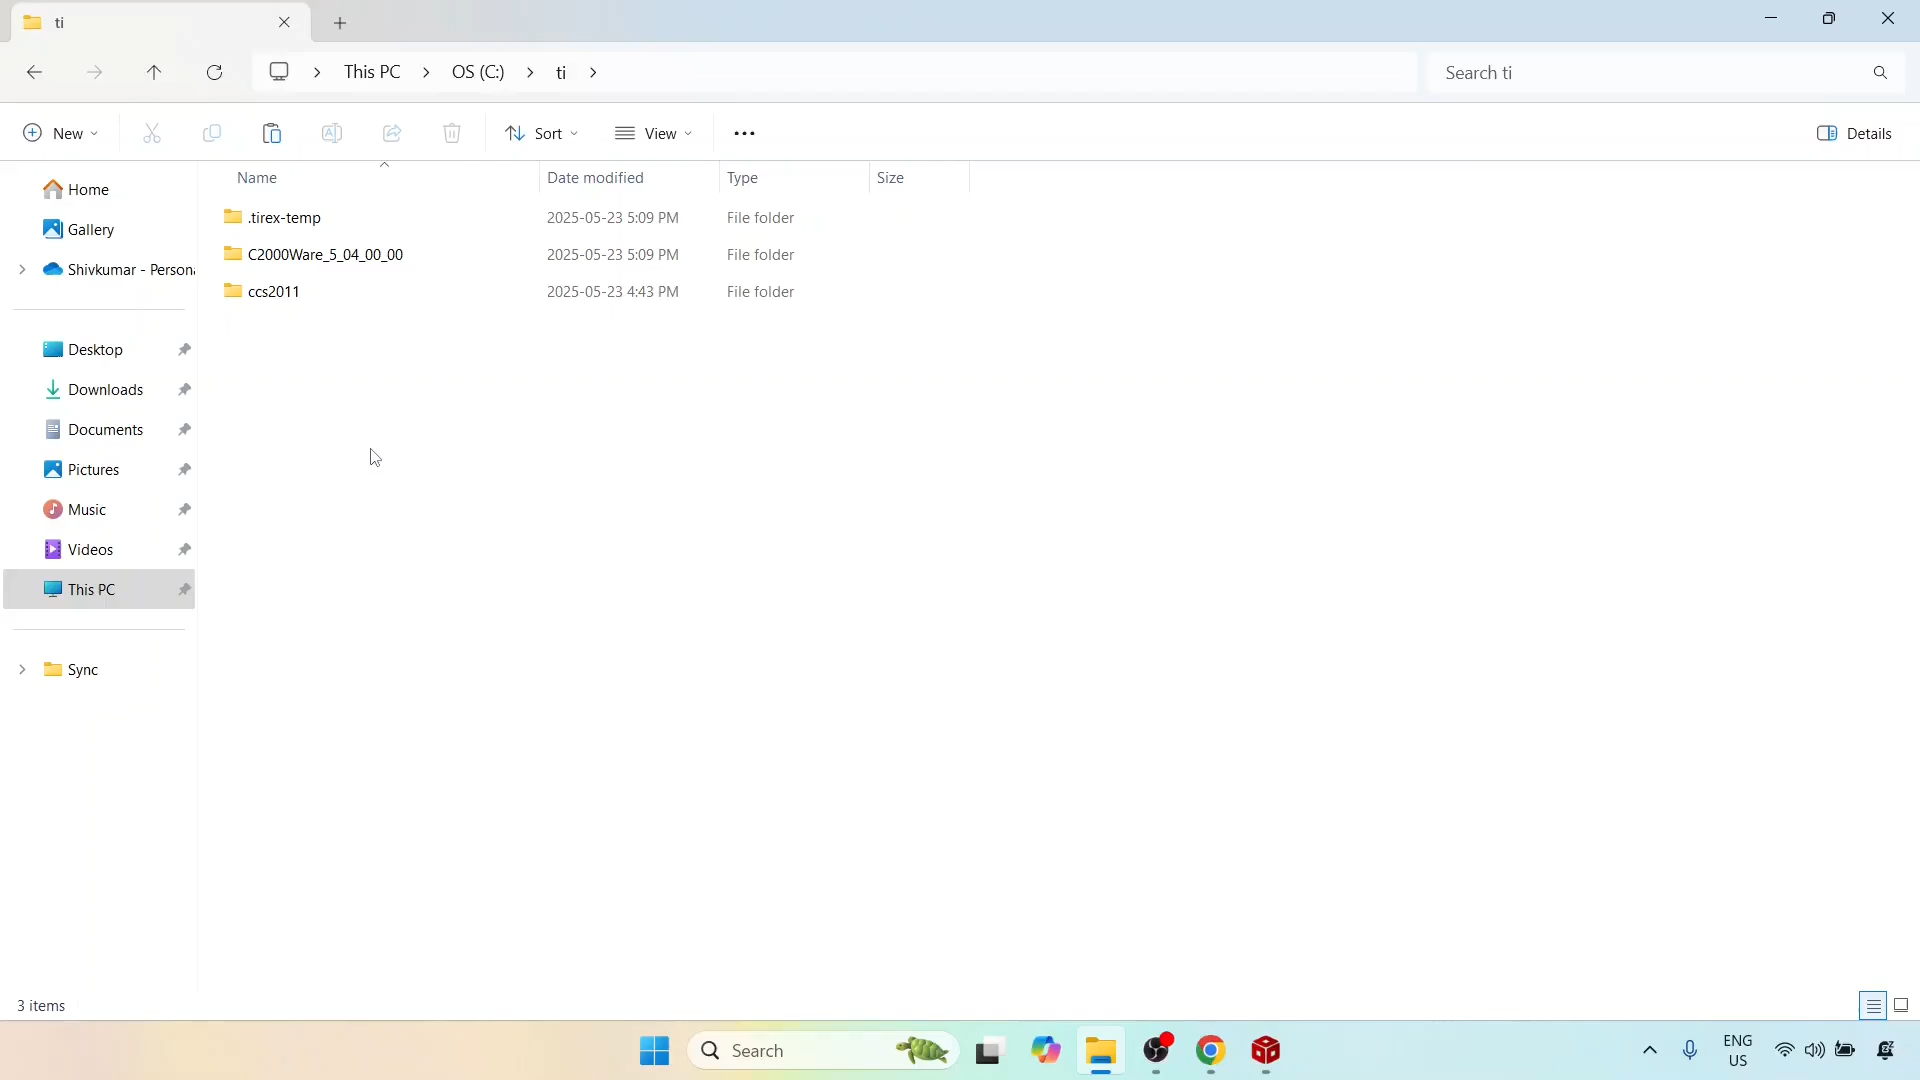 ti
This PC > OS (C:) > ti >
Search ti
New
Sort
View
Details
Name Date modified Type Size
.tirex-temp 2025-05-23 5:09 PM File folder
C2000Ware_5_04_00_00 2025-05-23 5:09 PM File folder
ccs2011 2025-05-23 4:43 PM File folder
Home
Gallery
Shivkumar - Persona
Desktop
Downloads
Documents
Pictures
Music
Videos
This PC
Sync
3 items
Search
ENG
US